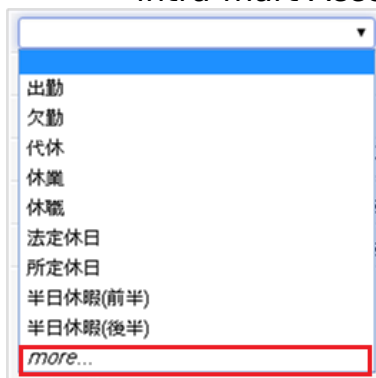 出勤
欠勤
代休
休業
休職
法定休日
所定休日
半日休暇(前半)
半日休暇(後半)
more...